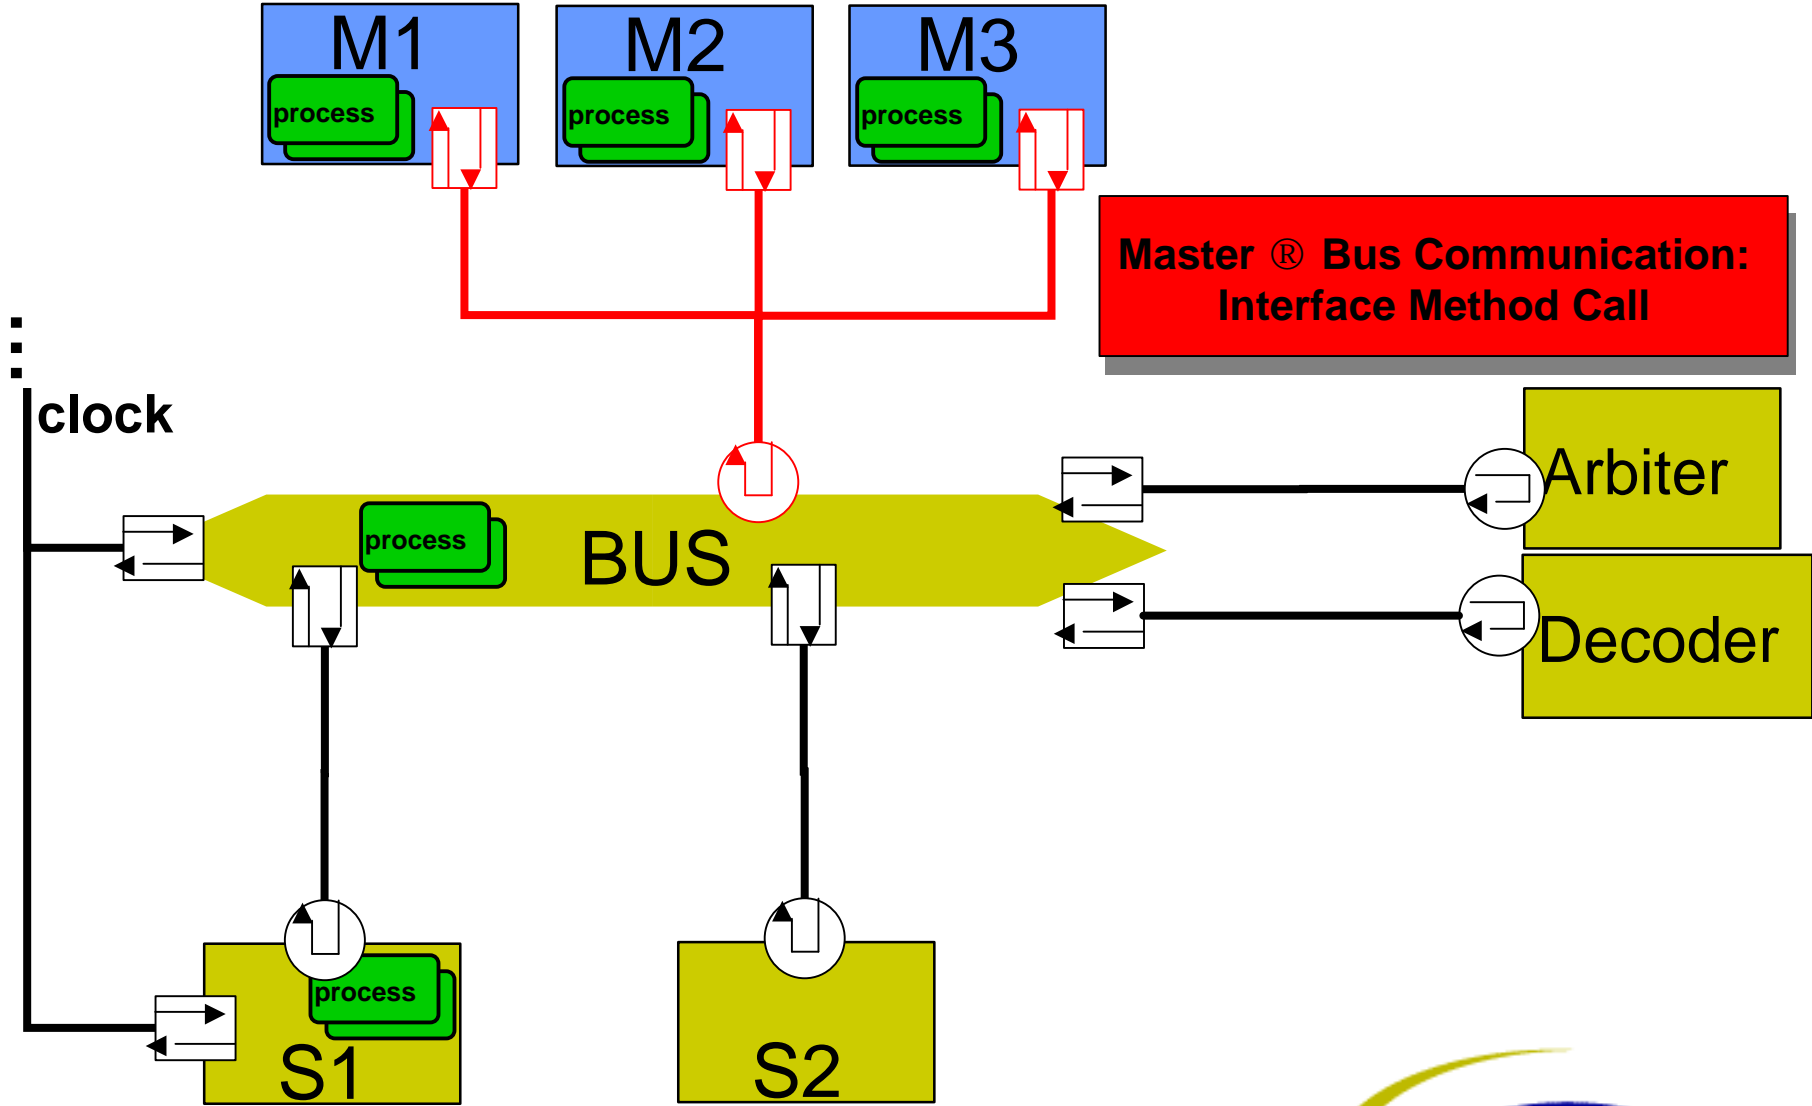 M1
M2
M3
process
process
process
Master ® Bus Communication:
Interface Method Call
clock
Arbiter
process
BUS
Decoder
process
S1
S2